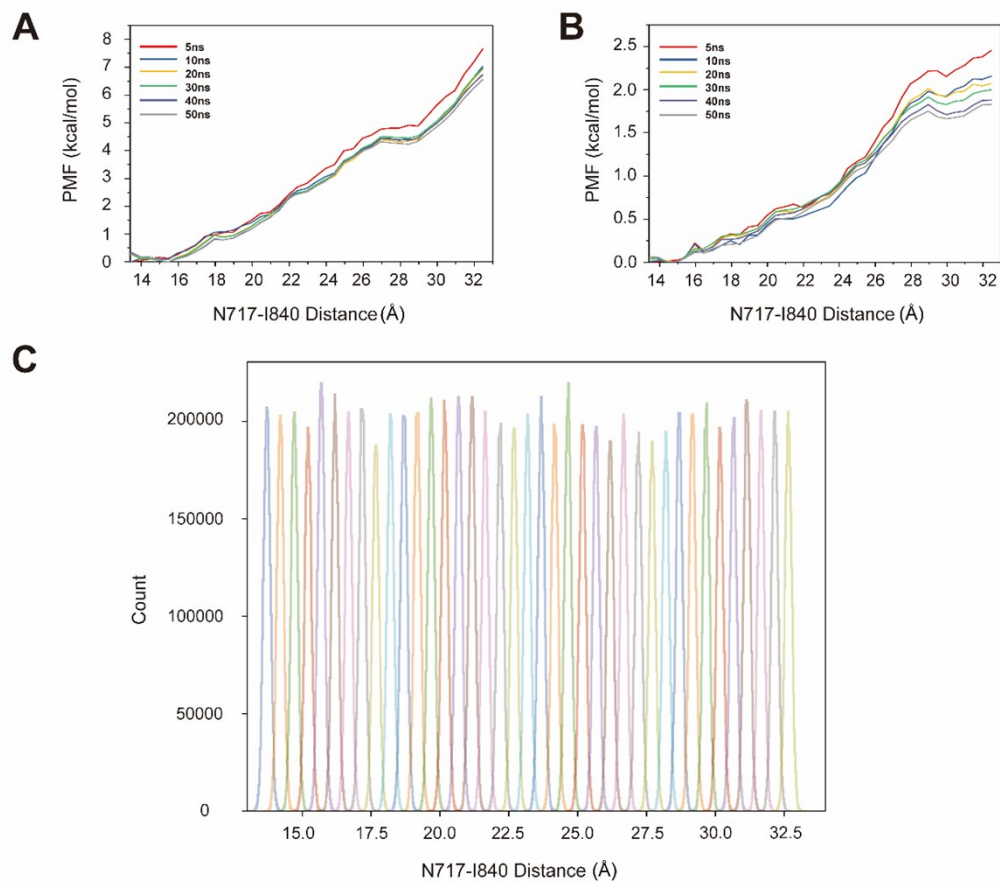 A
8
7
6
5
4
3
2
1
0
PMF (kcal/mol)
5ns
10ns
20ns
30ns
40ns
50ns
14 16 18 20 22 24 26 28 30 32
N717-I840 Distance (Å)
B
2.5
2.0
1.5
1.0
0.5
0.0
PMF (kcal/mol)
5ns
10ns
20ns
30ns
40ns
50ns
14 16 18 20 22 24 26 28 30 32
N717-I840 Distance (Å)
C
200000
150000
100000
50000
0
Count
15.0 17.5 20.0 22.5 25.0 27.5 30.0 32.5
N717-I840 Distance (Å)